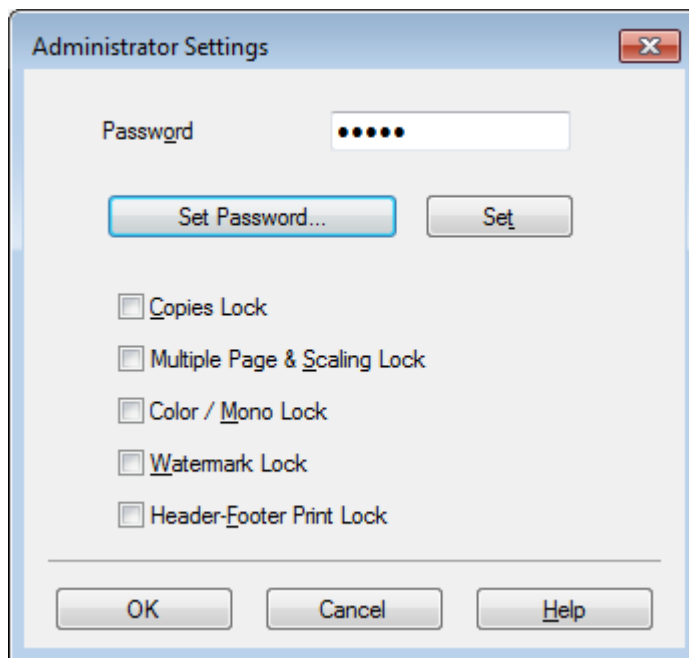 Administrator Settings
Password
•••••
Set Password... Set
Copies Lock
Multiple Page & Scaling Lock
Color / Mono Lock
Watermark Lock
Header-Footer Print Lock
OK Cancel Help